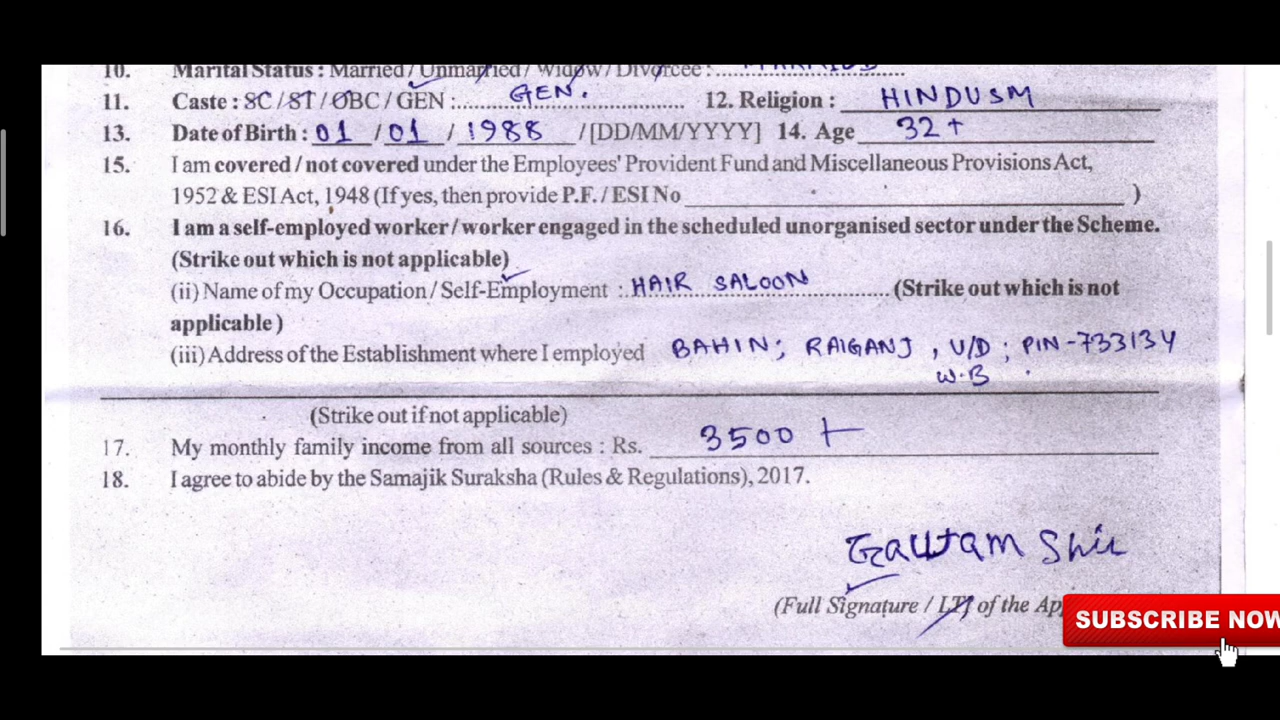 10. Marital Status : Married / Unmarried / Widow / Divorcee : MARRIED
11. Caste : SC / ST / OBC / GEN : GEN. 12. Religion : HINDUSM
13. Date of Birth : 01 / 01 / 1988 / [DD/MM/YYYY] 14. Age 32+
15. I am covered / not covered under the Employees' Provident Fund and Miscellaneous Provisions Act,
1952 & ESI Act, 1948 (If yes, then provide P.F. / ESI No )
16. I am a self-employed worker / worker engaged in the scheduled unorganised sector under the Scheme.
(Strike out which is not applicable)
(ii) Name of my Occupation / Self-Employment : HAIR SALOON (Strike out which is not
applicable )
(iii) Address of the Establishment where I employed BAHIN; RAIGANJ, U/D; PIN-733134
W.B
(Strike out if not applicable)
17. My monthly family income from all sources : Rs. 3500 +
18. I agree to abide by the Samajik Suraksha (Rules & Regulations), 2017.
Gautam Shil
(Full Signature / LTI of the Ap
SUBSCRIBE NOW